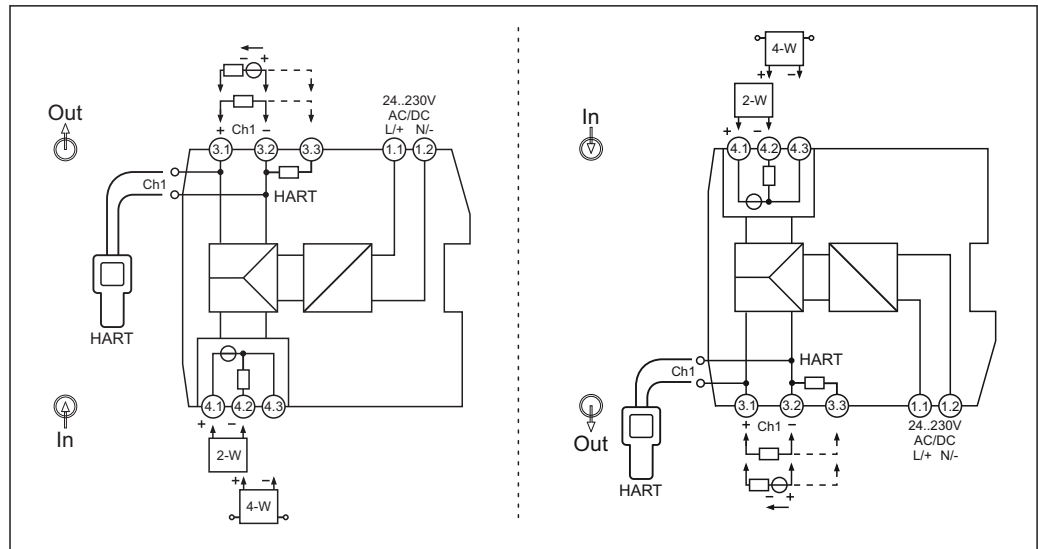 − +
Out
24..230V
AC/DC
+ Ch1 − L/+ N/-
3.1 3.2 3.3 1.1 1.2
Ch1
HART
HART
4.1 4.2 4.3
In
+ −
2-W
+ −
4-W
4-W
+ −
2-W
In
+ −
4.1 4.2 4.3
HART
Ch1
3.1 3.2 3.3 1.1 1.2
+ Ch1 − 24..230V
AC/DC
Out
L/+ N/-
HART
− +